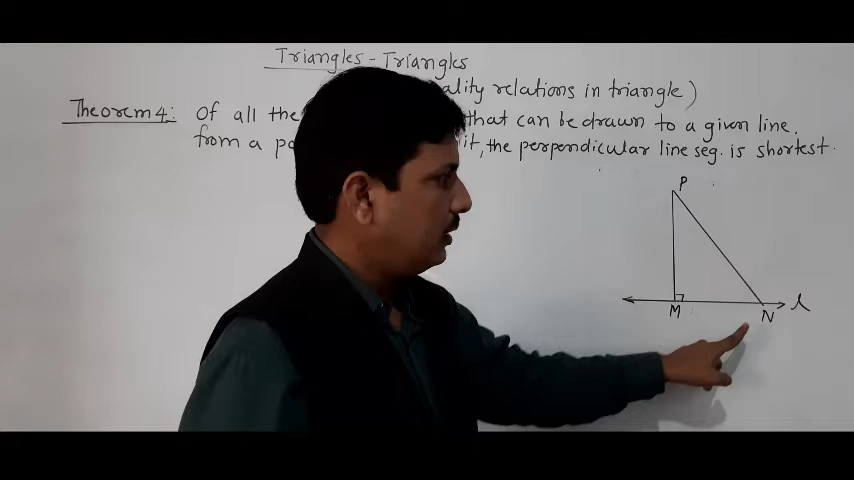 Triangles - Triangles
ality relations in triangle)
Theorem 4: Of all the that can be drawn to a given line,
from a po it, the perpendicular line seg. is shortest.
P
M N l